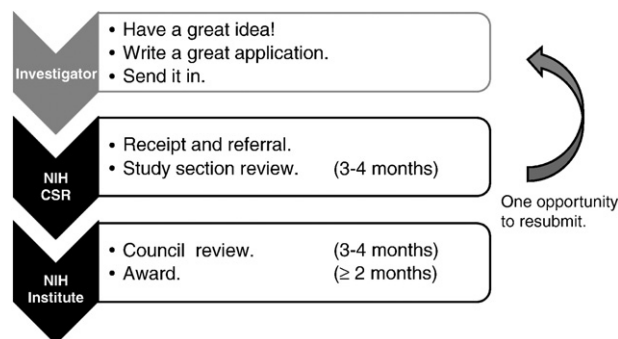 Investigator
• Have a great idea!
• Write a great application.
• Send it in.
NIH
CSR
• Receipt and referral.
• Study section review. (3-4 months)
One opportunity
to resubmit.
NIH
Institute
• Council review. (3-4 months)
• Award. (≥ 2 months)